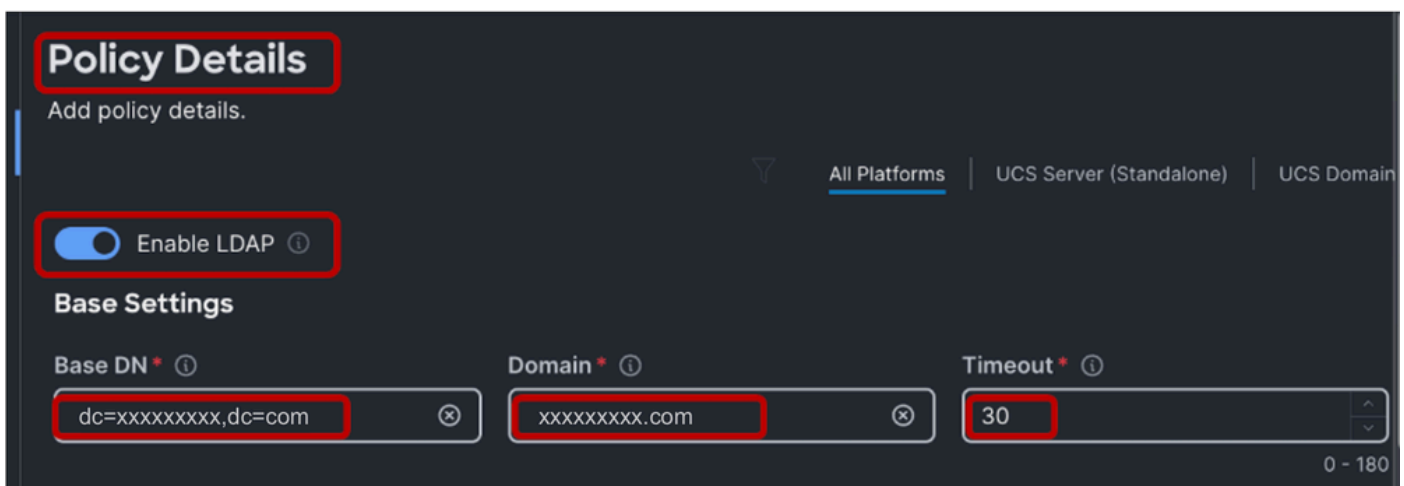 Policy Details
Add policy details.
All Platforms | UCS Server (Standalone) | UCS Domain
Enable LDAP
Base Settings
Base DN * Domain * Timeout *
dc=xxxxxxxxx,dc=com xxxxxxxxx.com 30
0 - 180